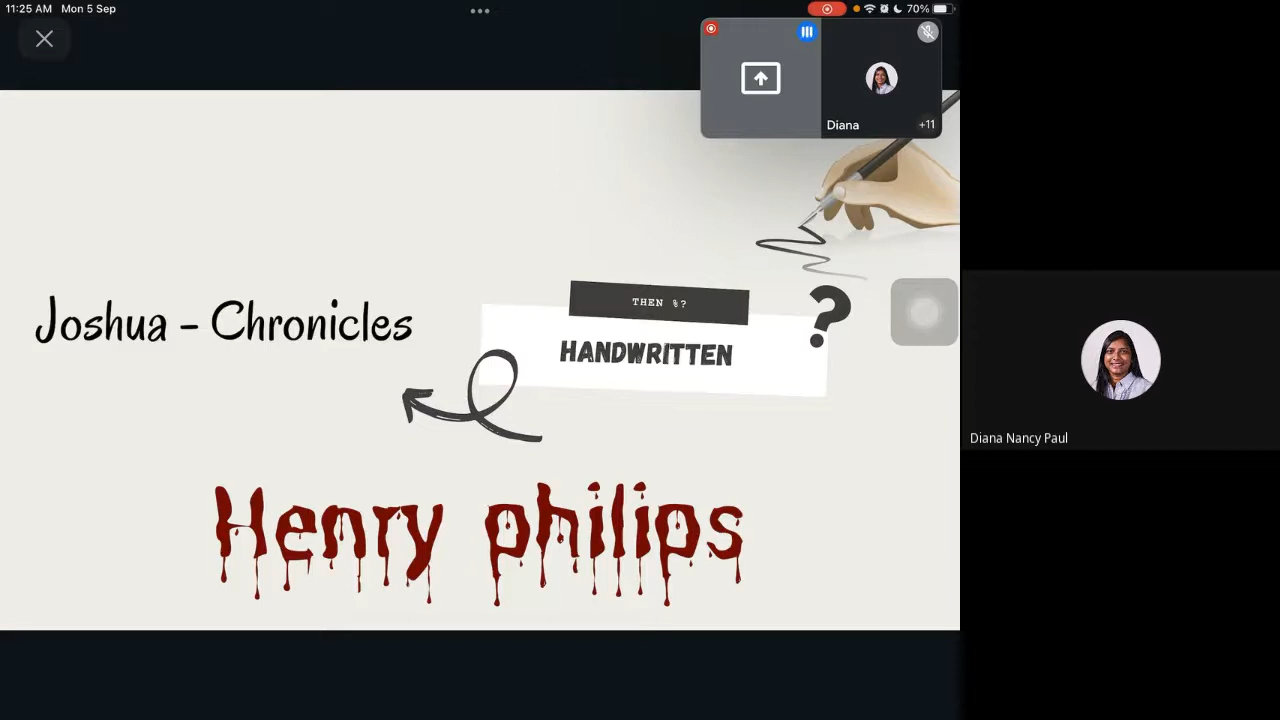 11:25 AM Mon 5 Sep
70%
Diana +11
THEN %?
HANDWRITTEN ?
Joshua - Chronicles
Henry philips
Diana Nancy Paul